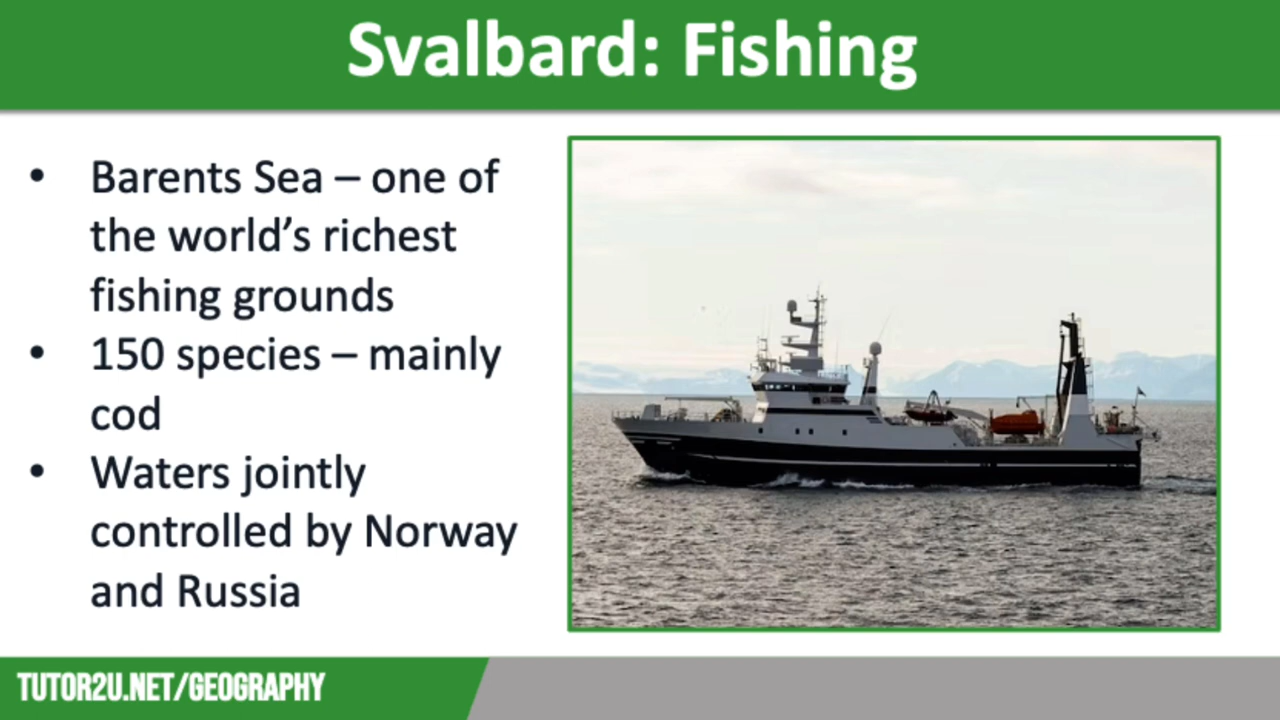 Svalbard: Fishing
• Barents Sea – one of
the world’s richest
fishing grounds
• 150 species – mainly
cod
• Waters jointly
controlled by Norway
and Russia
TUTOR2U.NET/GEOGRAPHY